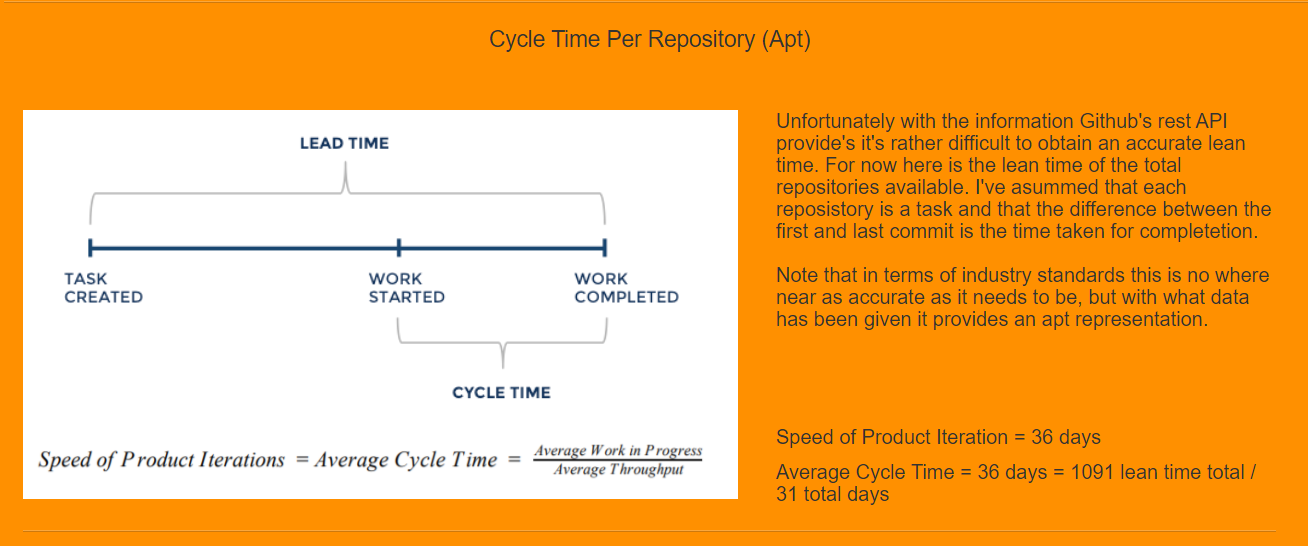 Cycle Time Per Repository (Apt)
LEAD TIME
TASK
CREATED
WORK
STARTED
WORK
COMPLETED
CYCLE TIME
Speed of Product Iterations = Average Cycle Time = Average Work in Progress
Average Throughput
Unfortunately with the information Github's rest API
provide's it's rather difficult to obtain an accurate lean
time. For now here is the lean time of the total
repositories available. I've asummed that each
reposistory is a task and that the difference between the
first and last commit is the time taken for completetion.
Note that in terms of industry standards this is no where
near as accurate as it needs to be, but with what data
has been given it provides an apt representation.
Speed of Product Iteration = 36 days
Average Cycle Time = 36 days = 1091 lean time total /
31 total days